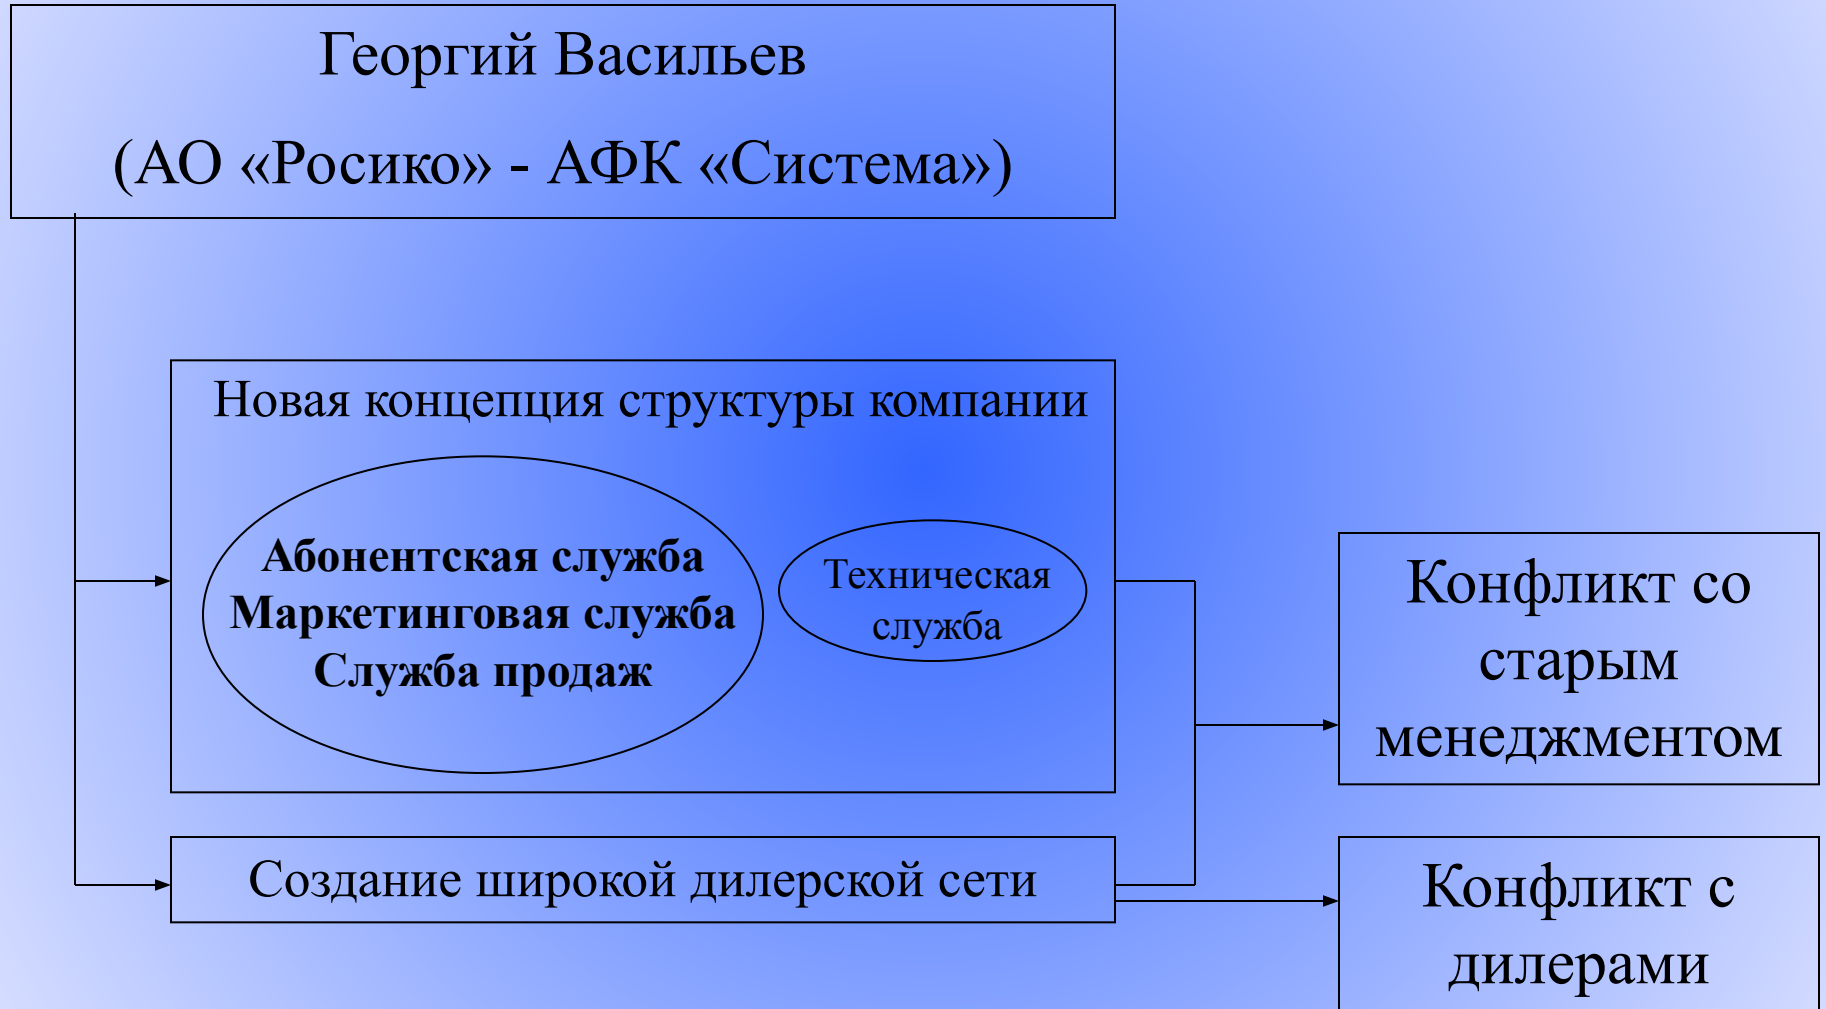 Георгий Васильев
(АО «Росико» - АФК «Система»)
Новая концепция структуры компании
Абонентская служба
Маркетинговая служба
Служба продаж
Техническая
служба
Создание широкой дилерской сети
Конфликт со
старым
менеджментом
Конфликт с
дилерами